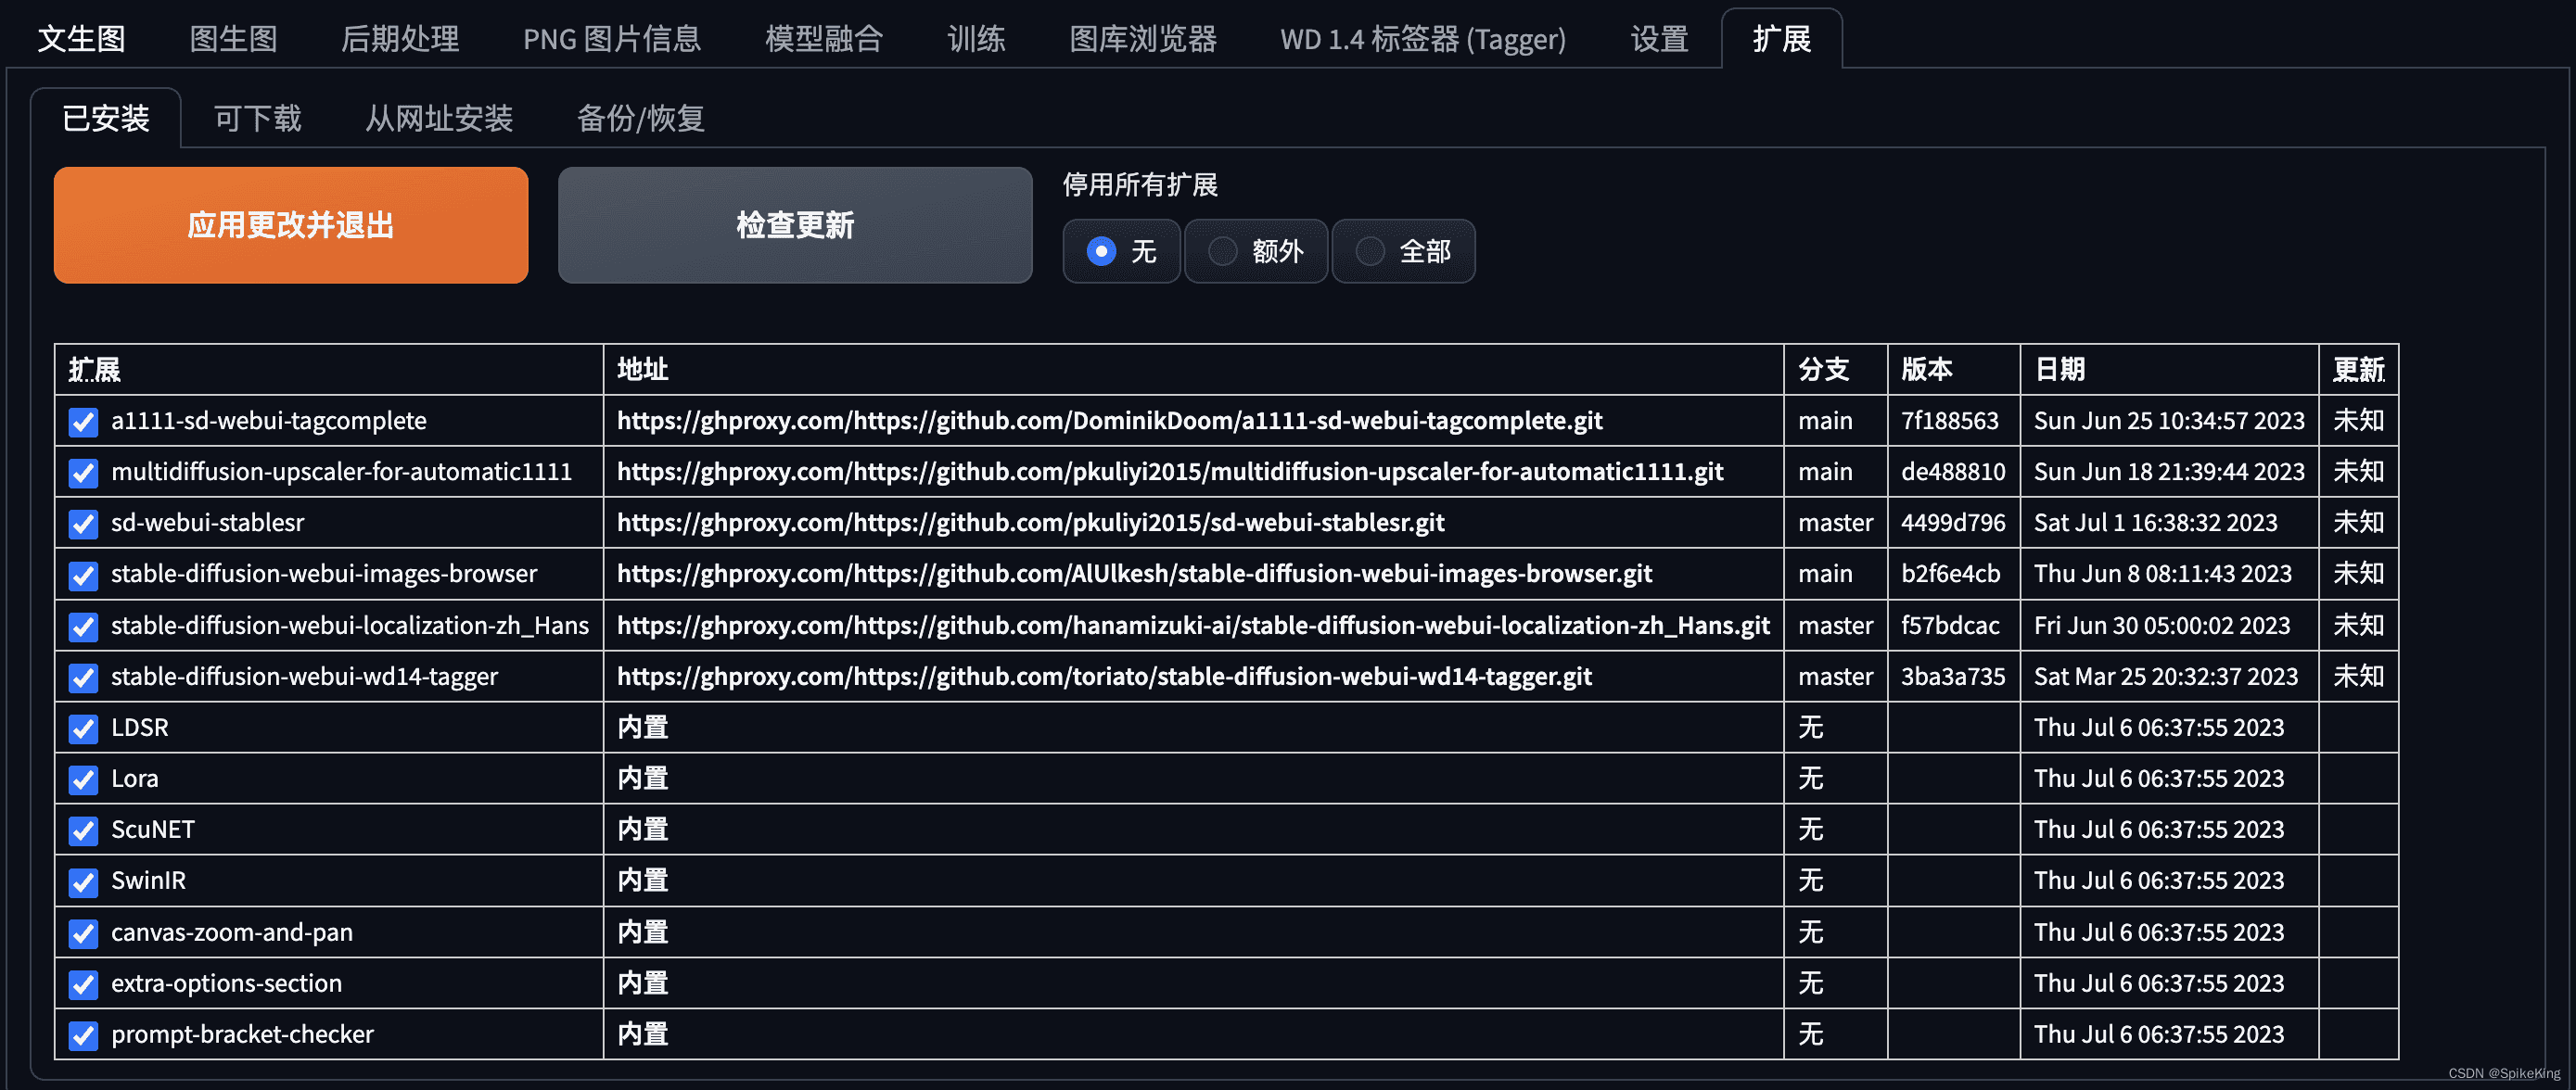 文生图 图生图 后期处理 PNG 图片信息 模型融合 训练 图库浏览器 WD 1.4 标签器 (Tagger) 设置 扩展
已安装 可下载 从网址安装 备份/恢复
应用更改并退出 检查更新 停用所有扩展
无 额外 全部
扩展 地址 分支 版本 日期 更新
a1111-sd-webui-tagcomplete https://ghproxy.com/https://github.com/DominikDoom/a1111-sd-webui-tagcomplete.git main 7f188563 Sun Jun 25 10:34:57 2023 未知
multidiffusion-upscaler-for-automatic1111 https://ghproxy.com/https://github.com/pkuliyi2015/multidiffusion-upscaler-for-automatic1111.git main de488810 Sun Jun 18 21:39:44 2023 未知
sd-webui-stablesr https://ghproxy.com/https://github.com/pkuliyi2015/sd-webui-stablesr.git master 4499d796 Sat Jul 1 16:38:32 2023 未知
stable-diffusion-webui-images-browser https://ghproxy.com/https://github.com/AlUlkesh/stable-diffusion-webui-images-browser.git main b2f6e4cb Thu Jun 8 08:11:43 2023 未知
stable-diffusion-webui-localization-zh_Hans https://ghproxy.com/https://github.com/hanamizuki-ai/stable-diffusion-webui-localization-zh_Hans.git master f57bdcac Fri Jun 30 05:00:02 2023 未知
stable-diffusion-webui-wd14-tagger https://ghproxy.com/https://github.com/toriato/stable-diffusion-webui-wd14-tagger.git master 3ba3a735 Sat Mar 25 20:32:37 2023 未知
LDSR 内置 无 Thu Jul 6 06:37:55 2023
Lora 内置 无 Thu Jul 6 06:37:55 2023
ScuNET 内置 无 Thu Jul 6 06:37:55 2023
SwinIR 内置 无 Thu Jul 6 06:37:55 2023
canvas-zoom-and-pan 内置 无 Thu Jul 6 06:37:55 2023
extra-options-section 内置 无 Thu Jul 6 06:37:55 2023
prompt-bracket-checker 内置 无 Thu Jul 6 06:37:55 2023
CSDN @SpikeKing